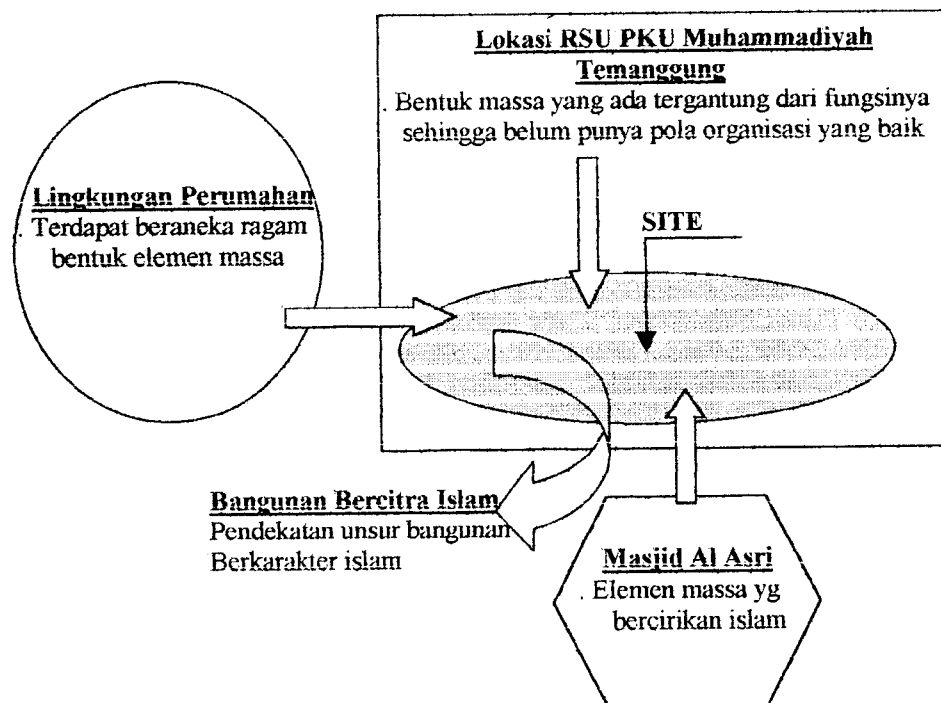 Lokasi RSU PKU Muhammadiyah
Temanggung
. Bentuk massa yang ada tergantung dari fungsinya
sehingga belum punya pola organisasi yang baik
Lingkungan Perumahan
. Terdapat beraneka ragam
bentuk elemen massa
SITE
Bangunan Bercitra Islam
Pendekatan unsur bangunan
Berkarakter islam
Masjid Al Asri
. Elemen massa yg
bercirikan islam